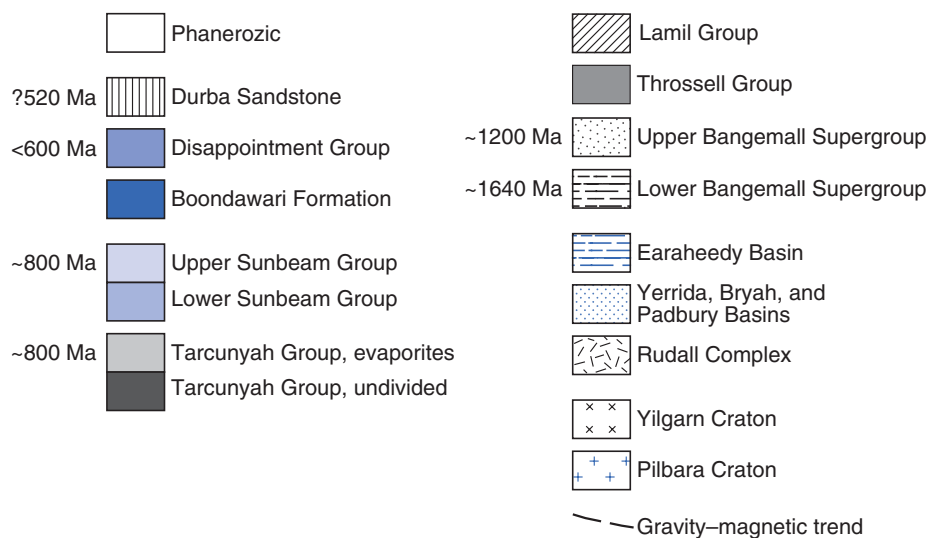 Phanerozic
?520 Ma Durba Sandstone
<600 Ma Disappointment Group
Boondawari Formation
~800 Ma Upper Sunbeam Group
Lower Sunbeam Group
~800 Ma Tarcunyah Group, evaporites
Tarcunyah Group, undivided
Lamil Group
Throssell Group
~1200 Ma Upper Bangemall Supergroup
~1640 Ma Lower Bangemall Supergroup
Earaheedy Basin
Yerrida, Bryah, and
Padbury Basins
Rudall Complex
Yilgarn Craton
Pilbara Craton
Gravity–magnetic trend